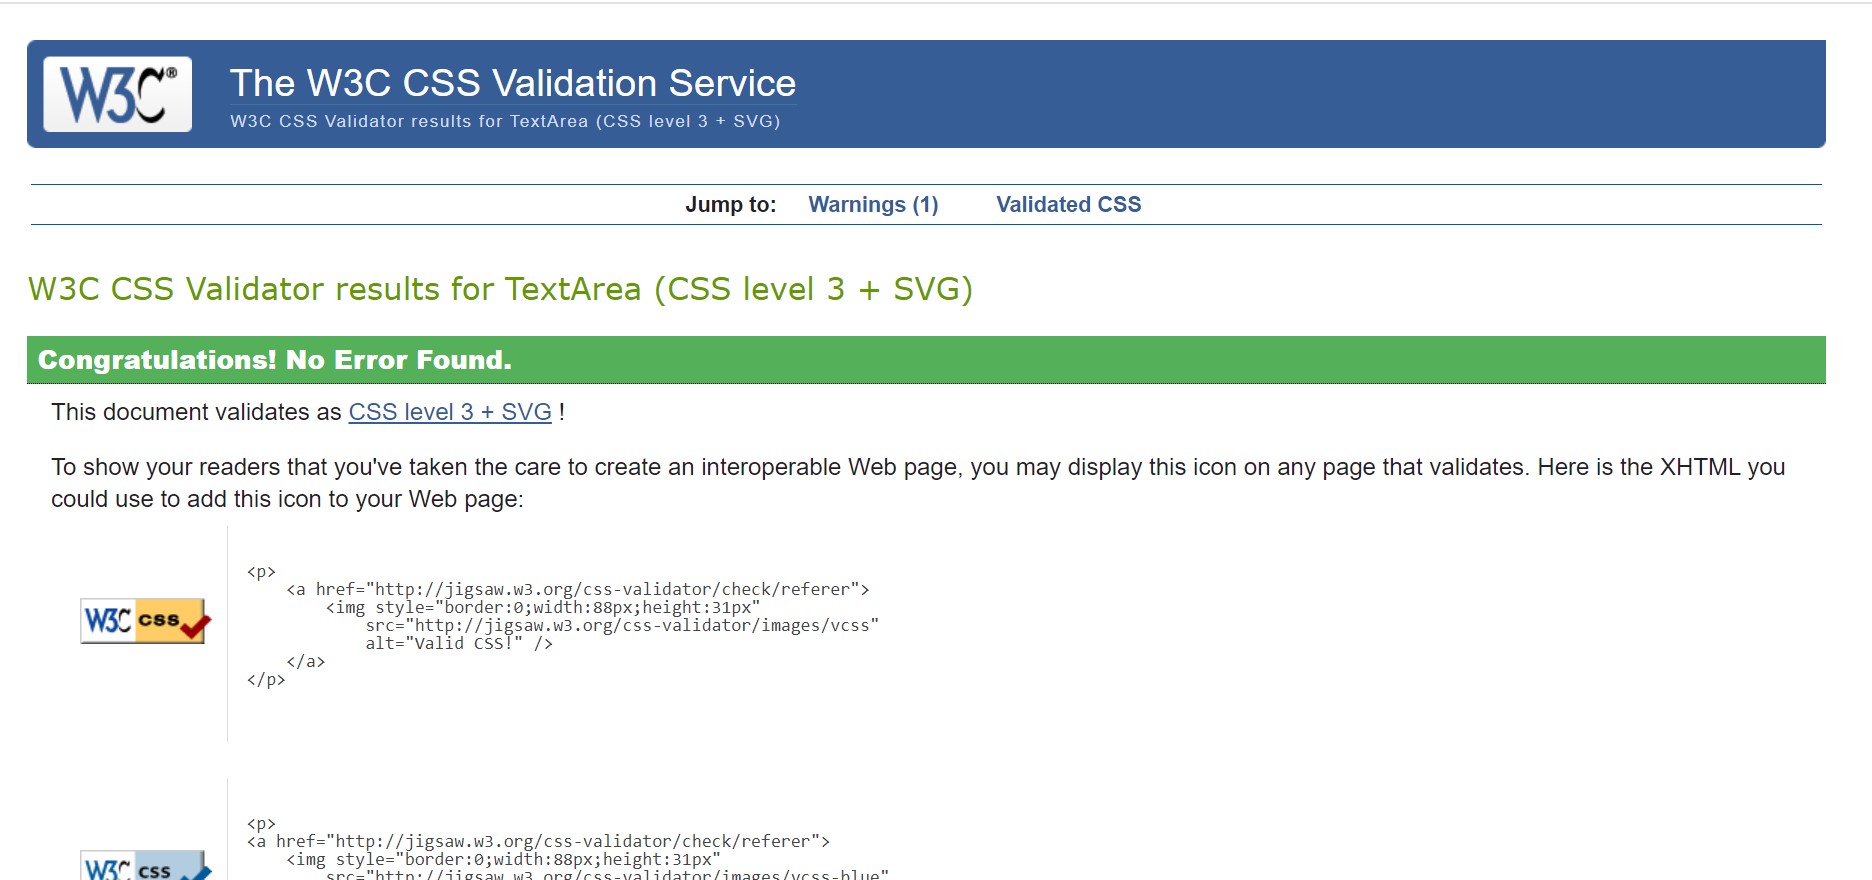 W3C®
The W3C CSS Validation Service
W3C CSS Validator results for TextArea (CSS level 3 + SVG)
Jump to: Warnings (1) Validated CSS
W3C CSS Validator results for TextArea (CSS level 3 + SVG)
Congratulations! No Error Found.
This document validates as CSS level 3 + SVG !
To show your readers that you've taken the care to create an interoperable Web page, you may display this icon on any page that validates. Here is the XHTML you
could use to add this icon to your Web page:
W3C css
<p>
<a href="http://jigsaw.w3.org/css-validator/check/referer">
<img style="border:0;width:88px;height:31px"
src="http://jigsaw.w3.org/css-validator/images/vcss"
alt="Valid CSS!" />
</a>
</p>
W3C css
<p>
<a href="http://jigsaw.w3.org/css-validator/check/referer">
<img style="border:0;width:88px;height:31px"
src="http://jigsaw.w3.org/css-validator/images/vcss-blue"